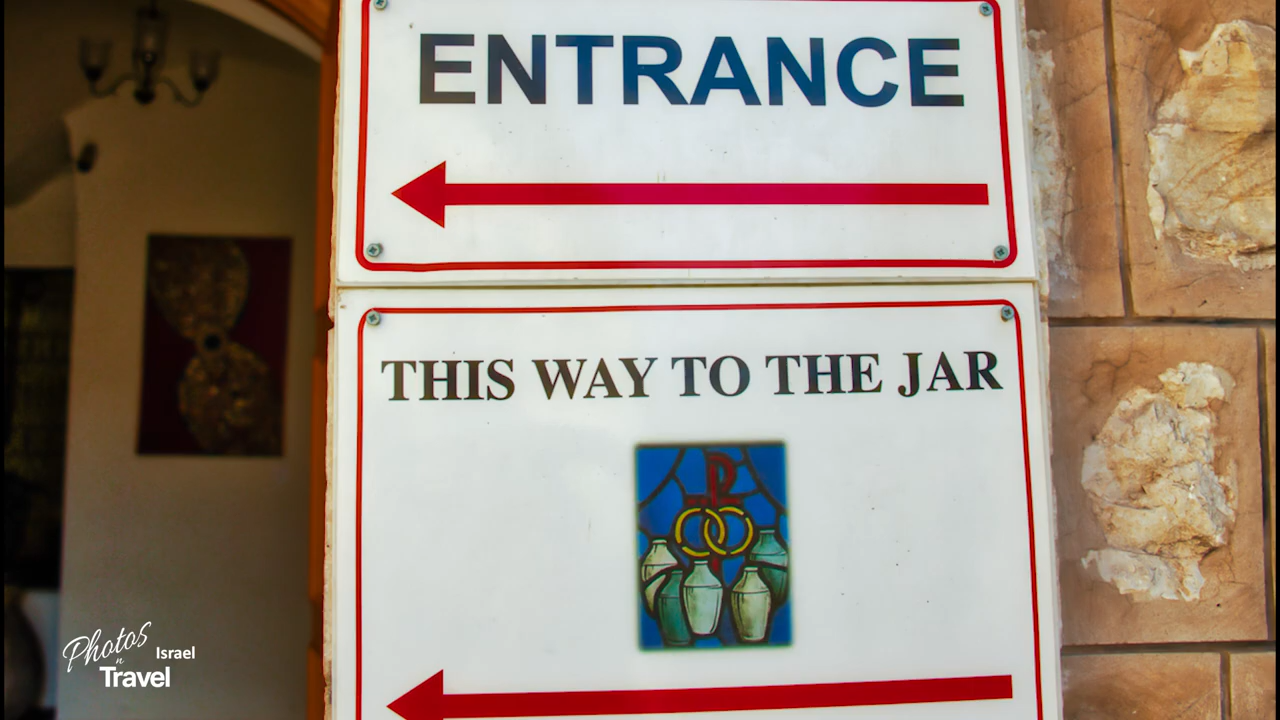 ENTRANCE
THIS WAY TO THE JAR
Photos
n
Travel
Israel